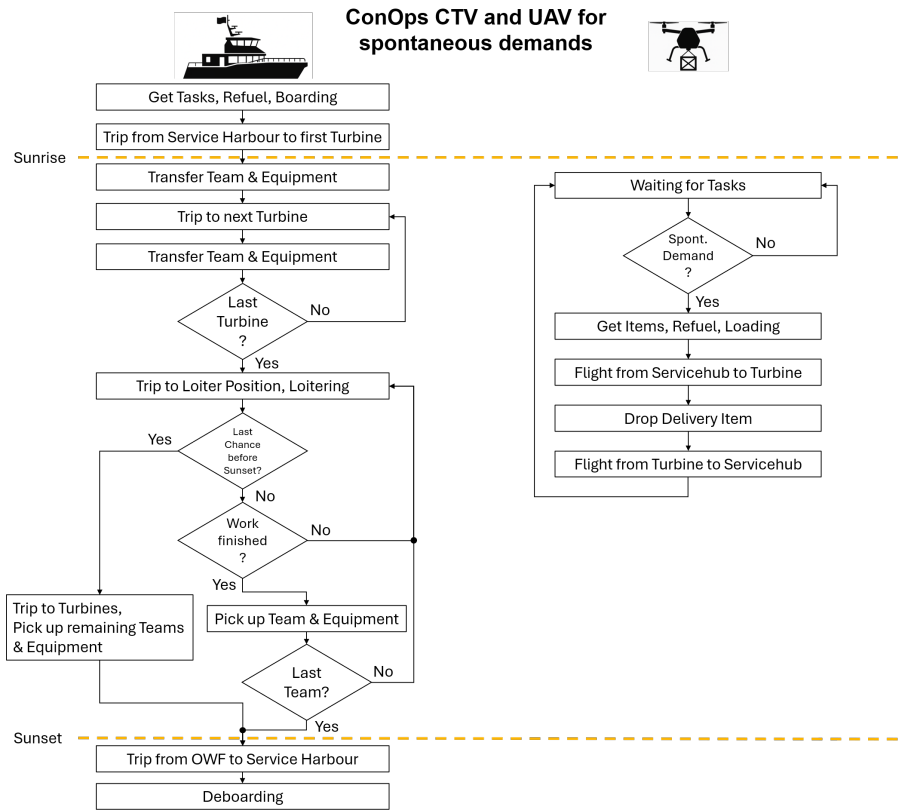 ConOps CTV and UAV for
spontaneous demands
Get Tasks, Refuel, Boarding
Trip from Service Harbour to first Turbine
Sunrise
Transfer Team & Equipment
Trip to next Turbine
Transfer Team & Equipment
Last
Turbine
?
No
Yes
Trip to Loiter Position, Loitering
Last
Chance
before
Sunset?
Yes
No
Work
finished
?
No
Yes
Trip to Turbines,
Pick up remaining Teams
& Equipment
Pick up Team & Equipment
Last
Team?
No
Yes
Sunset
Trip from OWF to Service Harbour
Deboarding
Waiting for Tasks
Spont.
Demand
?
No
Yes
Get Items, Refuel, Loading
Flight from Servicehub to Turbine
Drop Delivery Item
Flight from Turbine to Servicehub